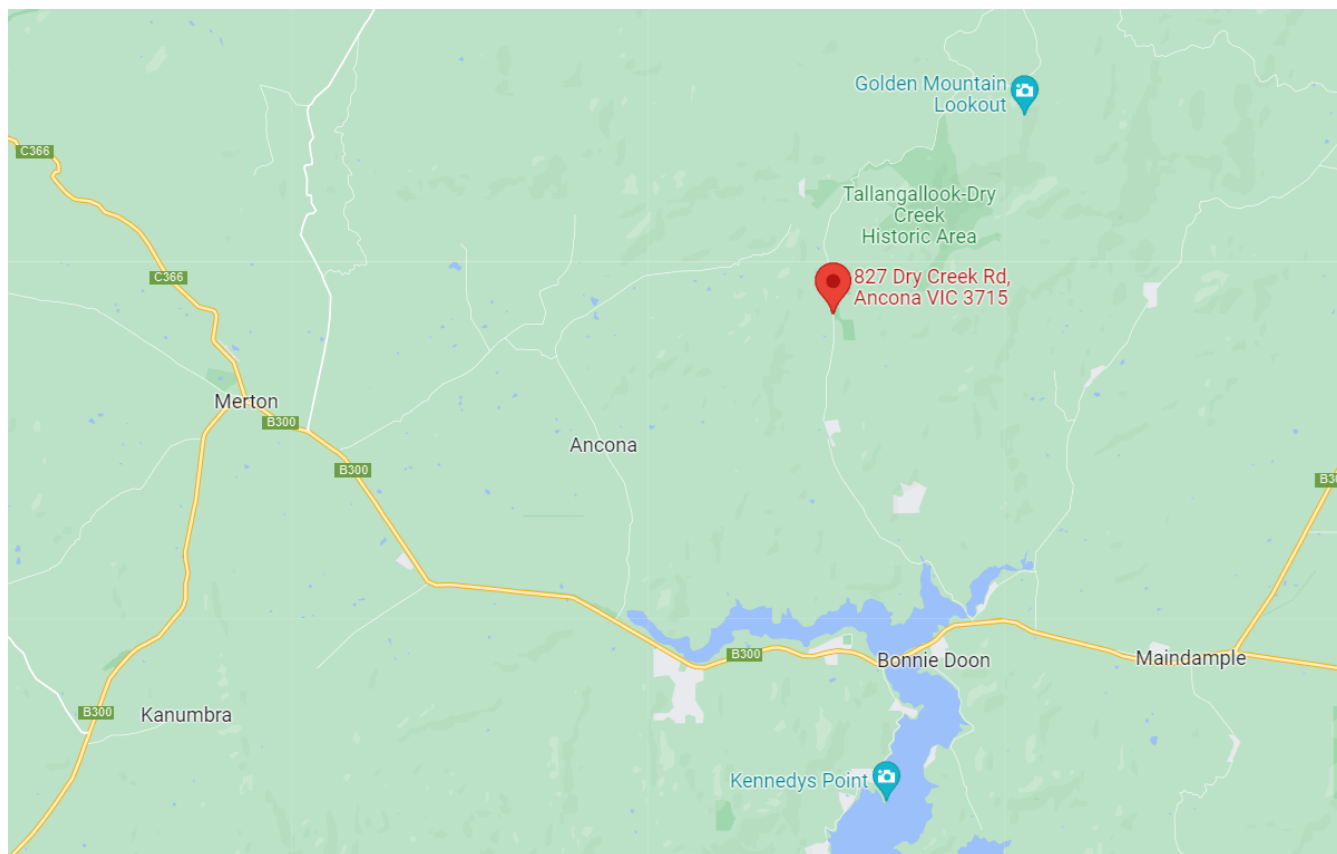 Golden Mountain
Lookout
C366
Tallangallook-Dry
Creek
Historic Area
C366
827 Dry Creek Rd,
Ancona VIC 3715
Merton
B300
Ancona
B300
B30
B300
Bonnie Doon
Maindample
Kanumbra
B300
Kennedys Point